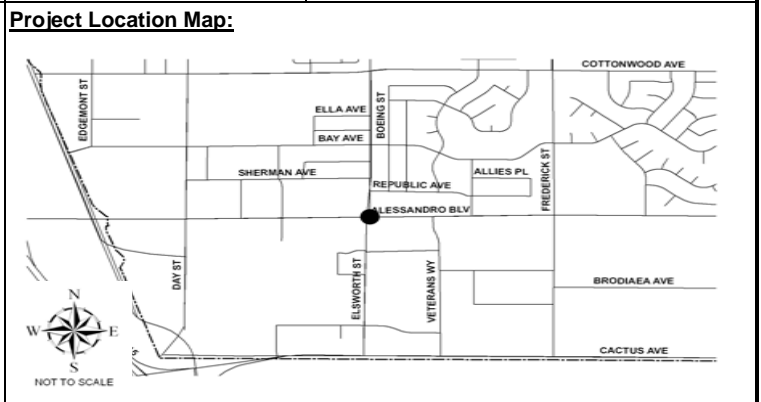 Project Location Map:
COTTONWOOD AVE
EDGEMONT ST
ELLA AVE
BOEING ST
BAY AVE
SHERMAN AVE
ALLIES PL
REPUBLIC AVE
FREDERICK ST
ALESSANDRO BLV
DAY ST
ELSWORTH ST
VETERANS WY
BRODIAEA AVE
N
W E
S
CACTUS AVE
NOT TO SCALE